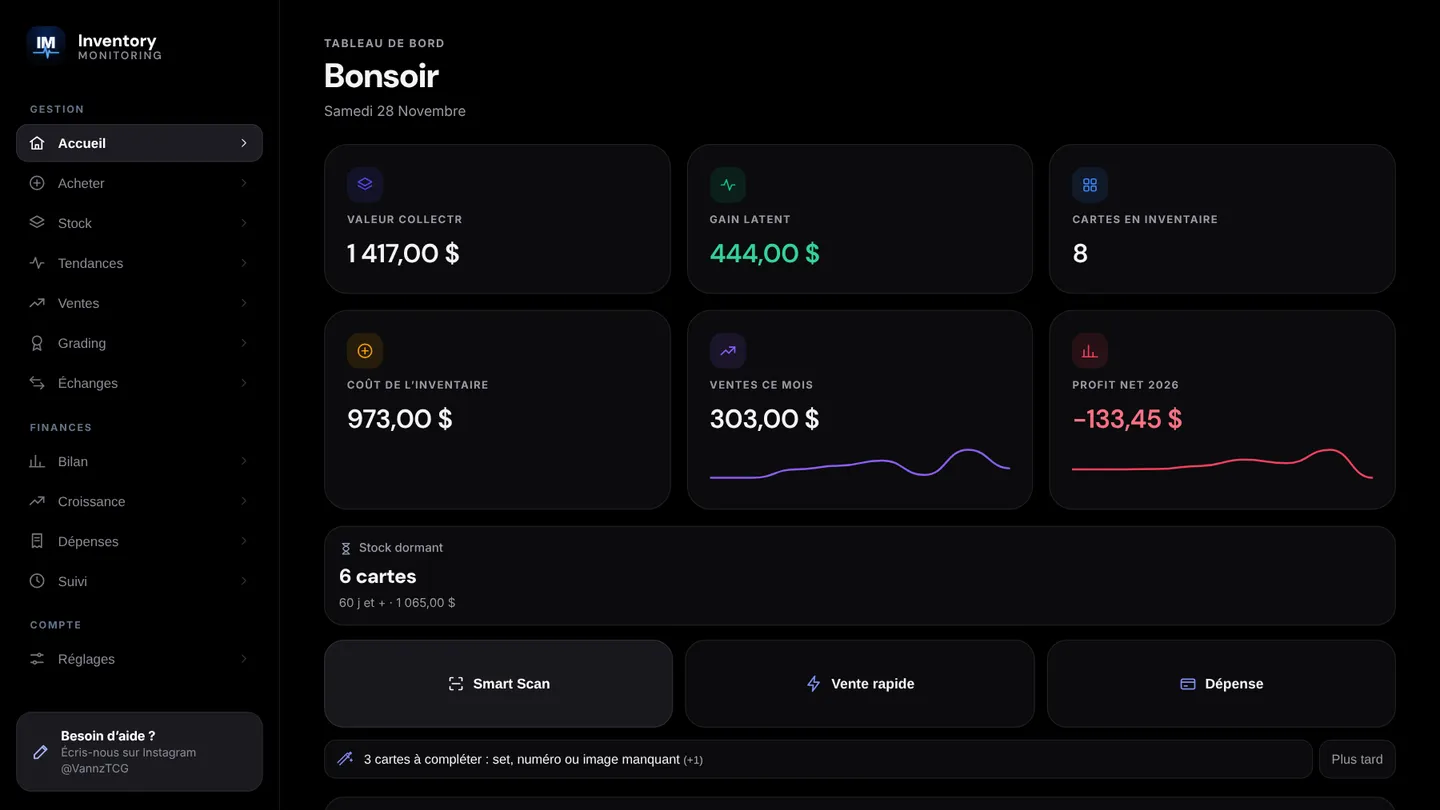 IM
Inventory
MONITORING
GESTION
Accueil
Acheter
Stock
Tendances
Ventes
Grading
Échanges
FINANCES
Bilan
Croissance
Dépenses
Suivi
COMPTE
Réglages
Besoin d’aide ?
Écris-nous sur Instagram
@VannzTCG
TABLEAU DE BORD
Bonsoir
Samedi 28 Novembre
VALEUR COLLECTR
1 417,00 $
GAIN LATENT
444,00 $
CARTES EN INVENTAIRE
8
COÛT DE L’INVENTAIRE
973,00 $
VENTES CE MOIS
303,00 $
PROFIT NET 2026
−133,45 $
Stock dormant
6 cartes
60 j et + · 1 065,00 $
Smart Scan
Vente rapide
Dépense
3 cartes à compléter : set, numéro ou image manquant (+1)
Plus tard